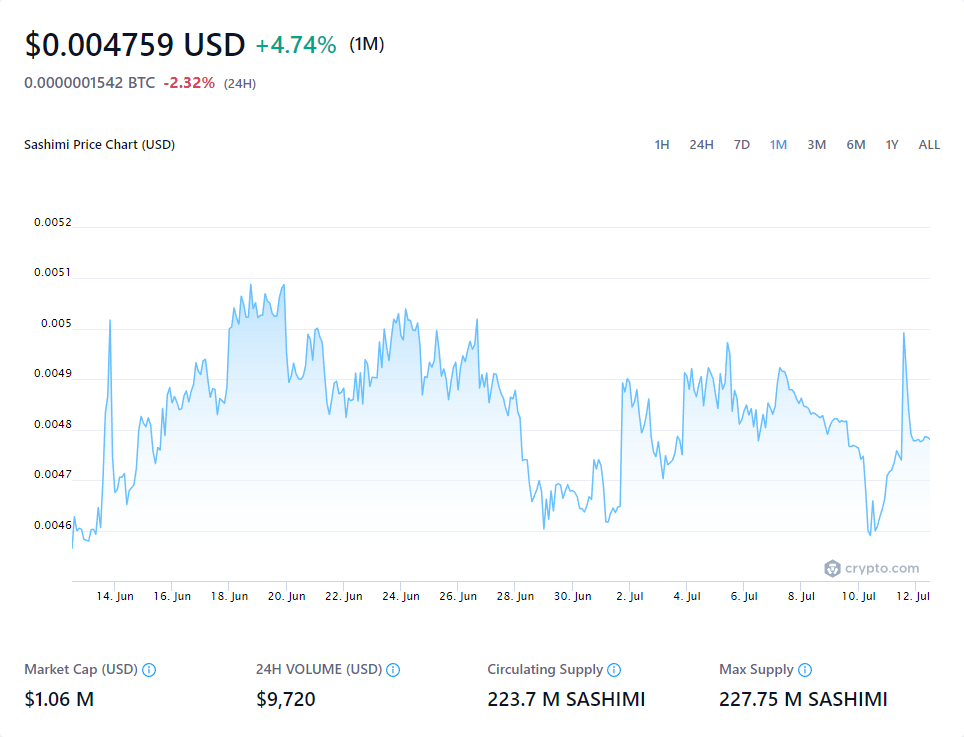 $0.004759 USD +4.74% (1M)
0.0000001542 BTC -2.32% (24H)
Sashimi Price Chart (USD) 1H 24H 7D 1M 3M 6M 1Y ALL
0.0052
0.0051
0.005
0.0049
0.0048
0.0047
0.0046
crypto.com
14. Jun 16. Jun 18. Jun 20. Jun 22. Jun 24. Jun 26. Jun 28. Jun 30. Jun 2. Jul 4. Jul 6. Jul 8. Jul 10. Jul 12. Jul
Market Cap (USD) 24H VOLUME (USD) Circulating Supply Max Supply
$1.06 M $9,720 223.7 M SASHIMI 227.75 M SASHIMI